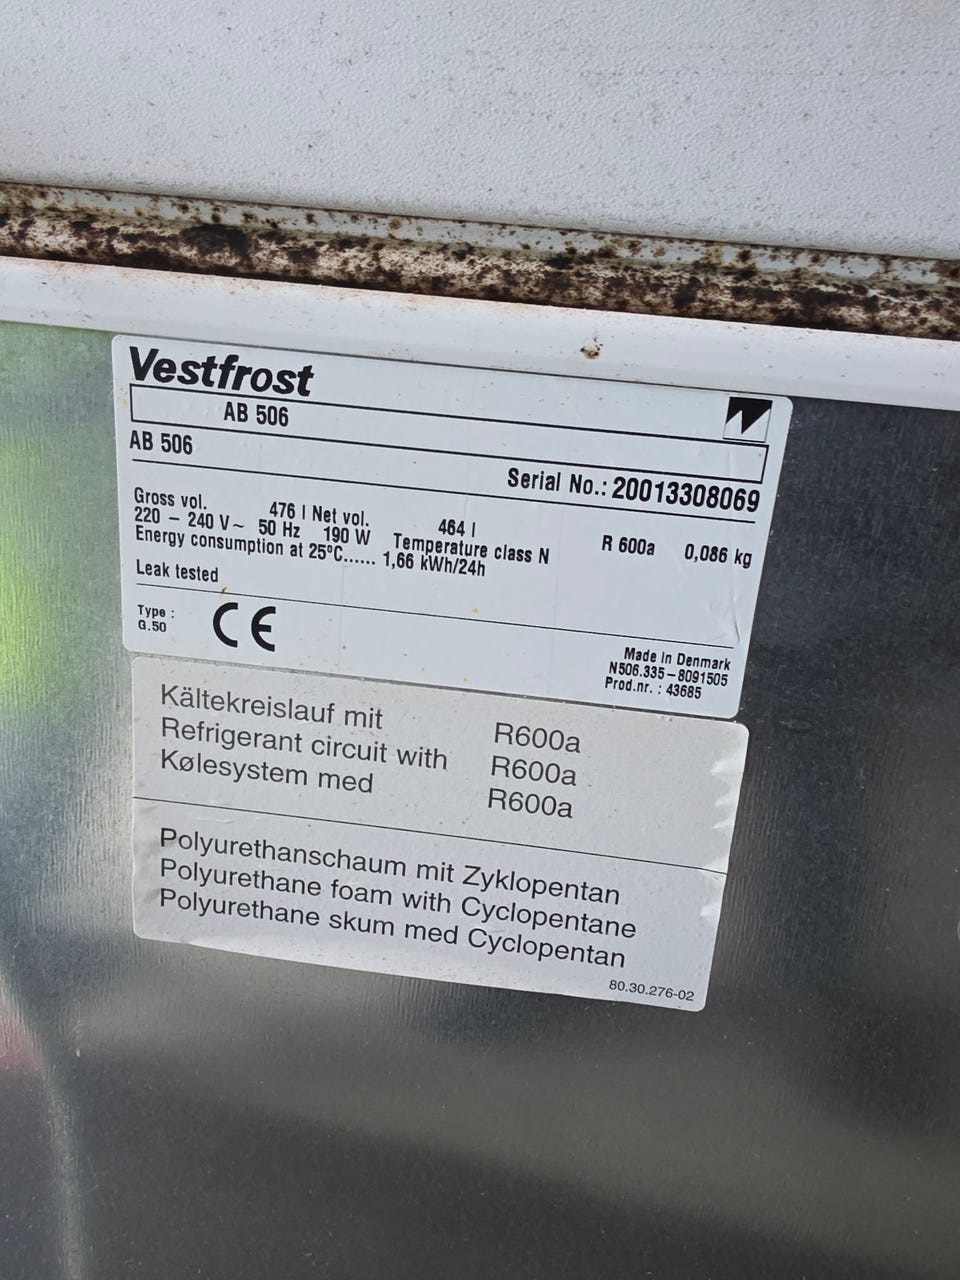 Vestfrost
AB 506
AB 506
Serial No.: 20013308069
Gross vol. 476 l Net vol. 464 l
220 – 240 V~ 50 Hz 190 W Temperature class N R 600a 0,086 kg
Energy consumption at 25°C...... 1,66 kWh/24h
Leak tested
Type :
G.50
CE
Made in Denmark
N506.335–8091505
Prod.nr. : 43685
Kältekreislauf mit R600a
Refrigerant circuit with R600a
Kølesystem med R600a
Polyurethanschaum mit Zyklopentan
Polyurethane foam with Cyclopentane
Polyurethane skum med Cyclopentan
80.30.276-02